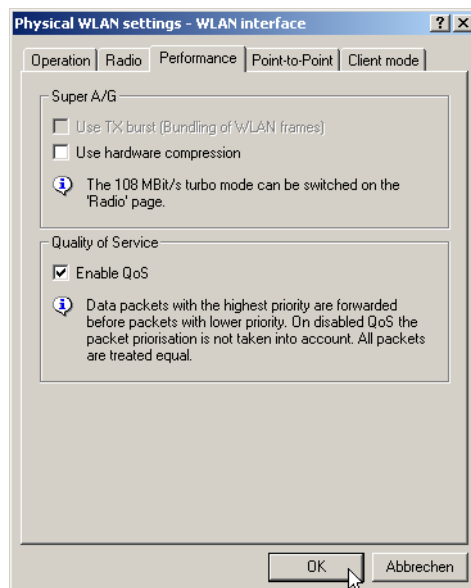 Physical WLAN settings - WLAN interface
Operation Radio Performance Point-to-Point Client mode
Super A/G
Use TX burst (Bundling of WLAN frames)
Use hardware compression
The 108 MBit/s turbo mode can be switched on the
'Radio' page.
Quality of Service
Enable QoS
Data packets with the highest priority are forwarded
before packets with lower priority. On disabled QoS the
packet priorisation is not taken into account. All packets
are treated equal.
OK Abbrechen